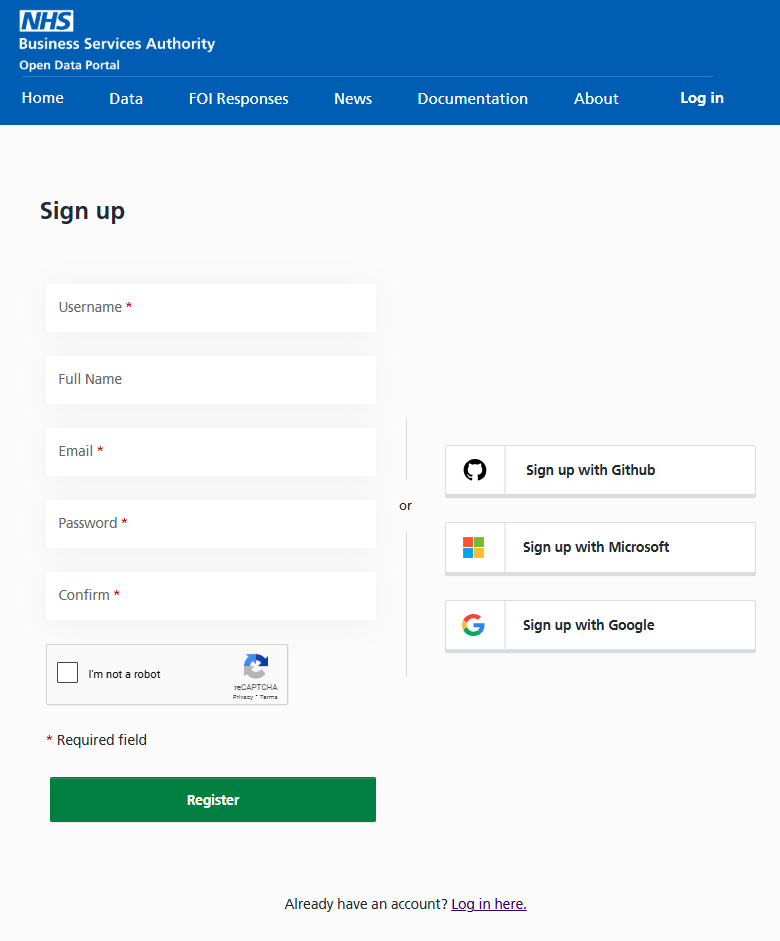 NHS
Business Services Authority
Open Data Portal
Home Data FOI Responses News Documentation About Log in
Sign up
Username *
Full Name
Email *
Password *
Confirm *
I'm not a robot
reCAPTCHA
Privacy - Terms
* Required field
Register
or
Sign up with Github
Sign up with Microsoft
Sign up with Google
Already have an account? Log in here.